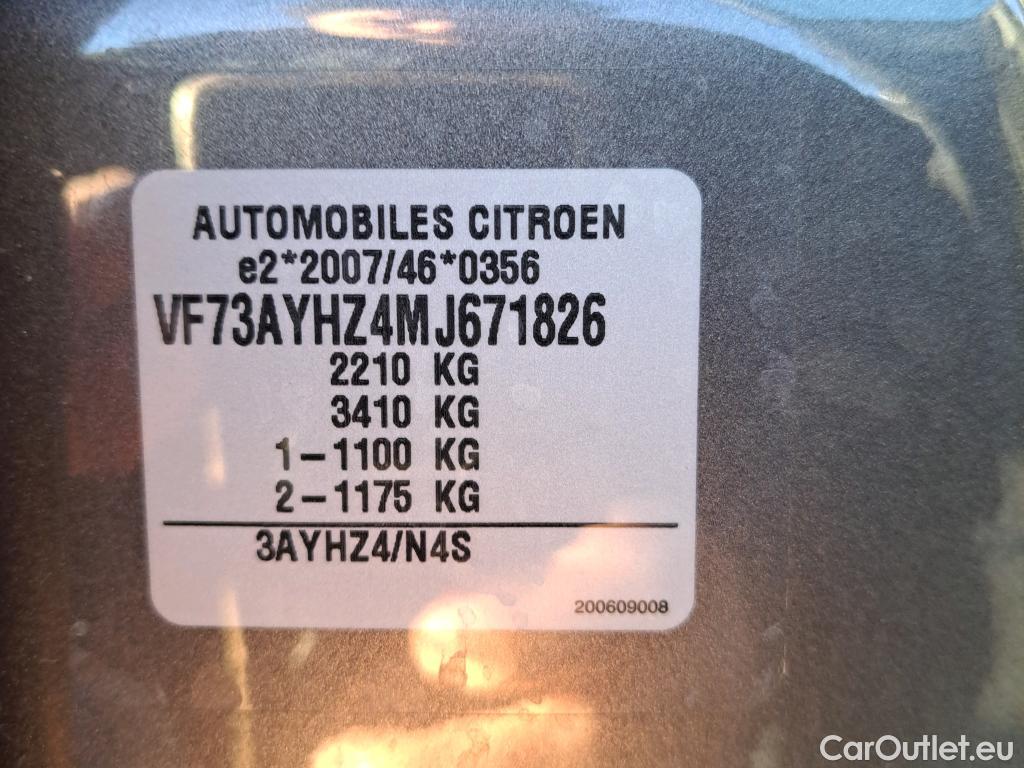 AUTOMOBILES CITROEN
e2*2007/46*0356
VF73AYHZ4MJ671826
2210 KG
3410 KG
1-1100 KG
2-1175 KG
3AYHZ4/N4S
200609008
CarOutlet.eu